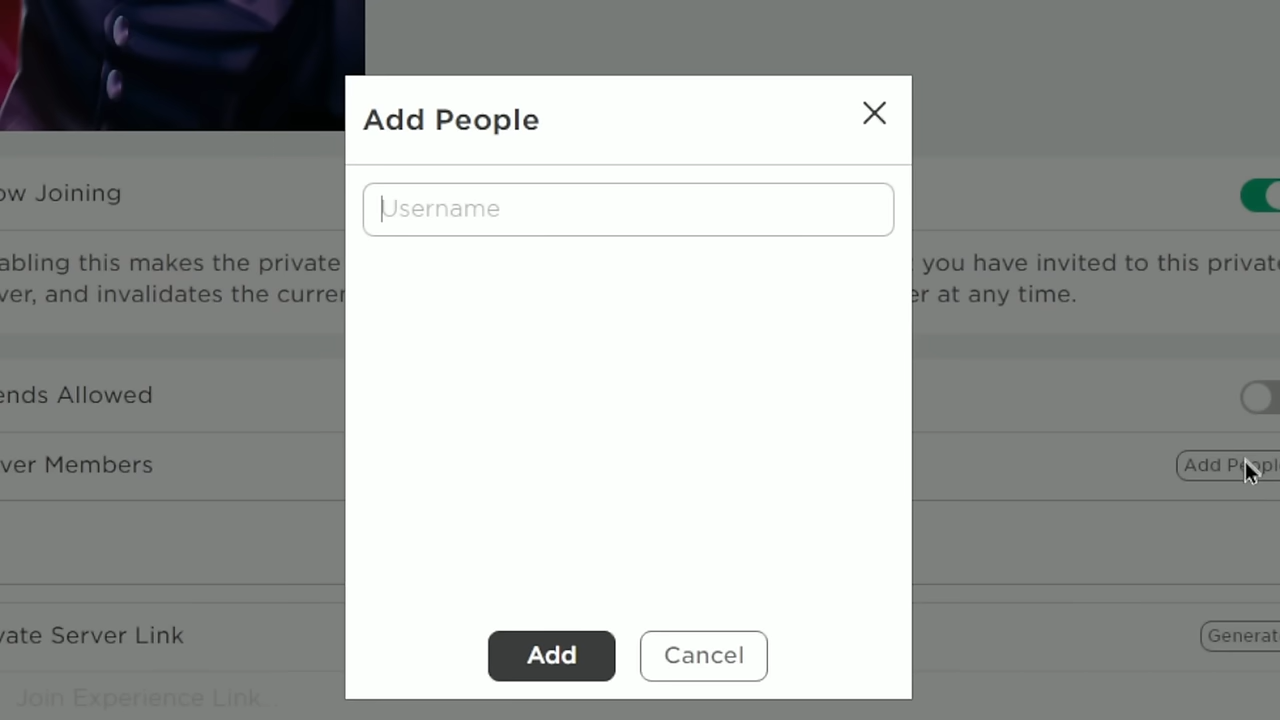 Add People
Username
ow Joining
abling this makes the private
you have invited to this private
ver, and invalidates the curren
er at any time.
ends Allowed
ver Members
Add People
vate Server Link
Generat
Join Experience Link...
Add
Cancel